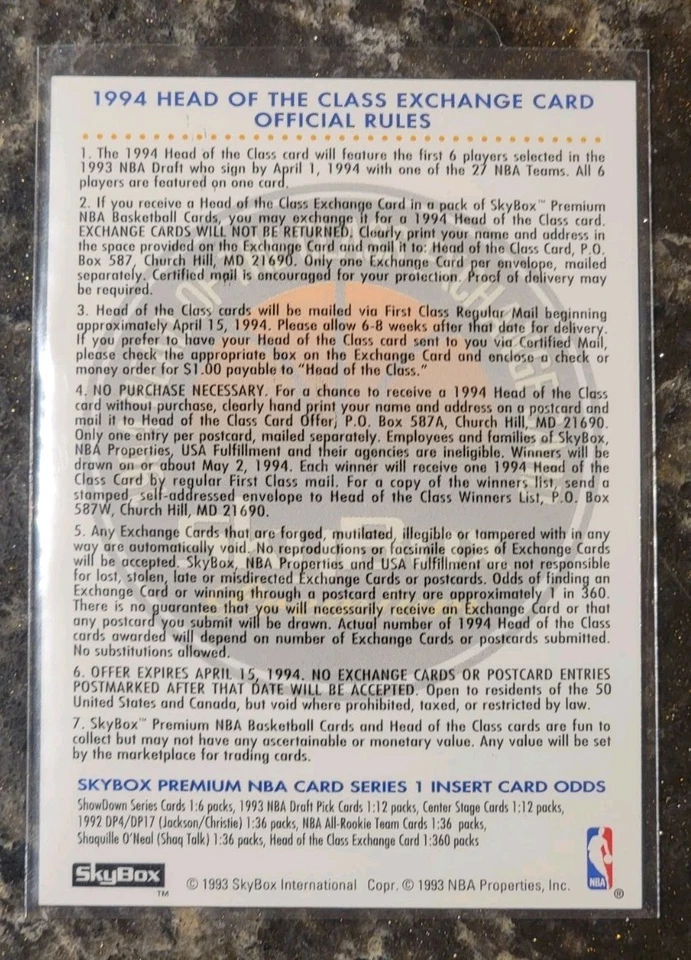 1994 HEAD OF THE CLASS EXCHANGE CARD
OFFICIAL RULES
1. The 1994 Head of the Class card will feature the first 6 players selected in the
1993 NBA Draft who sign by April 1, 1994 with one of the 27 NBA Teams. All 6
players are featured on one card.
2. If you receive a Head of the Class Exchange Card in a pack of SkyBox™ Premium
NBA Basketball Cards, you may exchange it for a 1994 Head of the Class card.
EXCHANGE CARDS WILL NOT BE RETURNED. Clearly print your name and address in
the space provided on the Exchange Card and mail it to: Head of the Class Card, P.O.
Box 587, Church Hill, MD 21690. Only one Exchange Card per envelope, mailed
separately. Certified mail is encouraged for your protection. Proof of delivery may
be required.
3. Head of the Class cards will be mailed via First Class Regular Mail beginning
approximately April 15, 1994. Please allow 6-8 weeks after that date for delivery.
If you prefer to have your Head of the Class card sent to you via Certified Mail,
please check the appropriate box on the Exchange Card and enclose a check or
money order for $1.00 payable to "Head of the Class."
4. NO PURCHASE NECESSARY. For a chance to receive a 1994 Head of the Class
card without purchase, clearly hand print your name and address on a postcard and
mail it to Head of the Class Card Offer, P.O. Box 587A, Church Hill, MD 21690.
Only one entry per postcard, mailed separately. Employees and families of SkyBox,
NBA Properties, USA Fulfillment and their agencies are ineligible. Winners will be
drawn on or about May 2, 1994. Each winner will receive one 1994 Head of the
Class Card by regular First Class mail. For a copy of the winners list, send a
stamped, self-addressed envelope to Head of the Class Winners List, P.O. Box
587W, Church Hill, MD 21690.
5. Any Exchange Cards that are forged, mutilated, illegible or tampered with in any
way are automatically void. No reproductions or facsimile copies of Exchange Cards
will be accepted. SkyBox, NBA Properties and USA Fulfillment are not responsible
for lost, stolen, late or misdirected Exchange Cards or postcards. Odds of finding an
Exchange Card or winning through a postcard entry are approximately 1 in 360.
There is no guarantee that you will necessarily receive an Exchange Card or that
any postcard you submit will be drawn. Actual number of 1994 Head of the Class
cards awarded will depend on number of Exchange Cards or postcards submitted.
No substitutions allowed.
6. OFFER EXPIRES APRIL 15, 1994. NO EXCHANGE CARDS OR POSTCARD ENTRIES
POSTMARKED AFTER THAT DATE WILL BE ACCEPTED. Open to residents of the 50
United States and Canada, but void where prohibited, taxed, or restricted by law.
7. SkyBox™ Premium NBA Basketball Cards and Head of the Class cards are fun to
collect but may not have any ascertainable or monetary value. Any value will be set
by the marketplace for trading cards.
SKYBOX PREMIUM NBA CARD SERIES 1 INSERT CARD ODDS
ShowDown Series Cards 1:6 packs, 1993 NBA Draft Pick Cards 1:12 packs, Center Stage Cards 1:12 packs,
1992 DP4/DP17 (Jackson/Christie) 1:36 packs, NBA All-Rookie Team Cards 1:36 packs,
Shaquille O'Neal (Shaq Talk) 1:36 packs, Head of the Class Exchange Card 1:360 packs
SkyBox TM © 1993 SkyBox International Copr. © 1993 NBA Properties, Inc. NBA ®